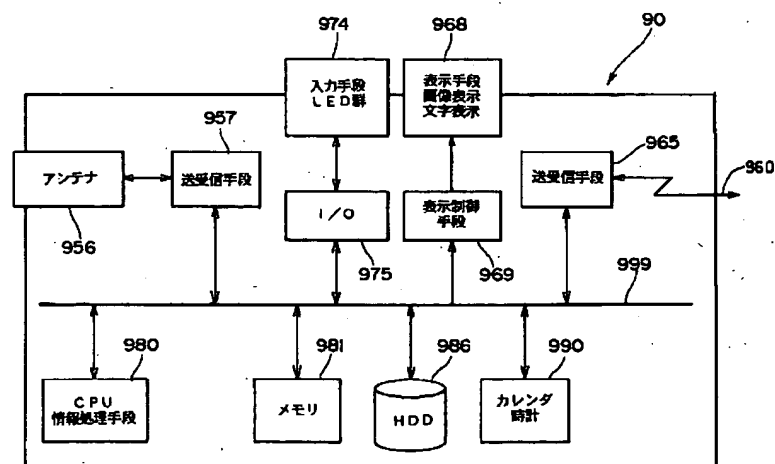 974
968
90
入力手段
LED群
表示手段
画像表示
文字表示
957
965
アンテナ
送受信手段
送受信手段
960
956
I/O
表示制御
手段
975
969
999
980
981
986
990
CPU
情報処理手段
メモリ
HDD
カレンダ
時計